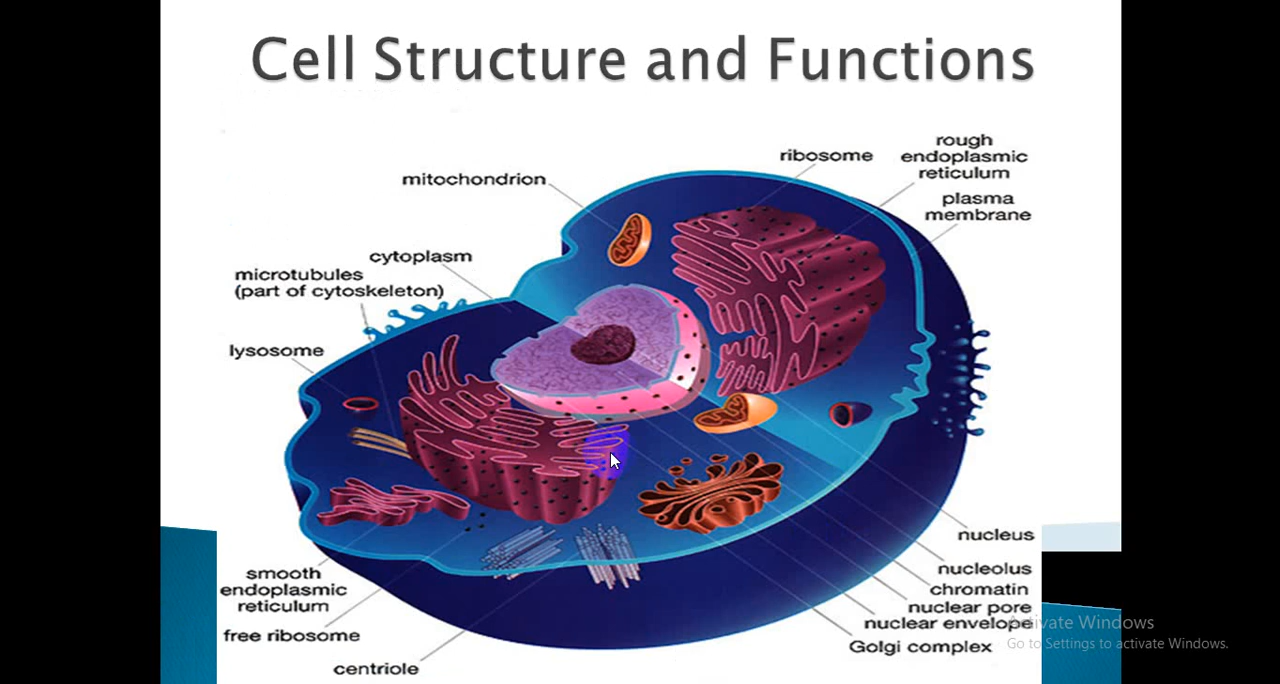 Cell Structure and Functions
ribosome
rough
endoplasmic
reticulum
mitochondrion
plasma
membrane
cytoplasm
microtubules
(part of cytoskeleton)
lysosome
nucleus
nucleolus
smooth
endoplasmic
reticulum
chromatin
nuclear pore
nuclear envelope
free ribosome
Golgi complex
centriole
Activate Windows
Go to Settings to activate Windows.